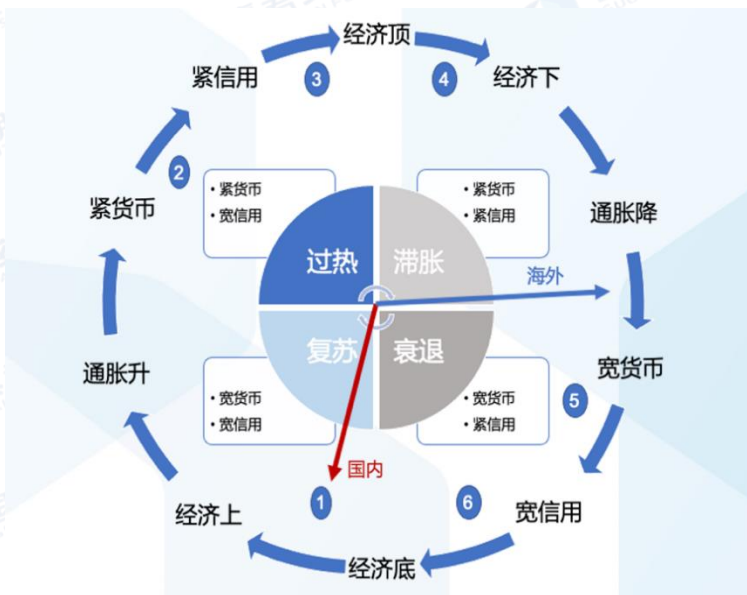 经济顶
3
4
紧信用
经济下
2
• 紧货币
• 宽信用
• 紧货币
• 紧信用
紧货币
通胀降
过热
滞胀
海外
复苏
衰退
通胀升
宽货币
• 宽货币
• 宽信用
• 宽货币
• 紧信用
5
国内
1
6
经济上
宽信用
经济底